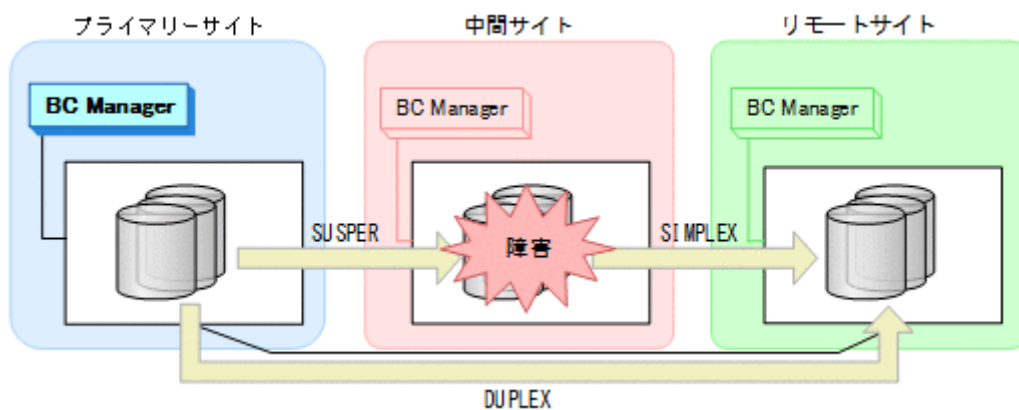 プライマリーサイト
中間サイト
リモートサイト
BC Manager
BC Manager
BC Manager
SUSPER
障害
SIMPLEX
DUPLEX